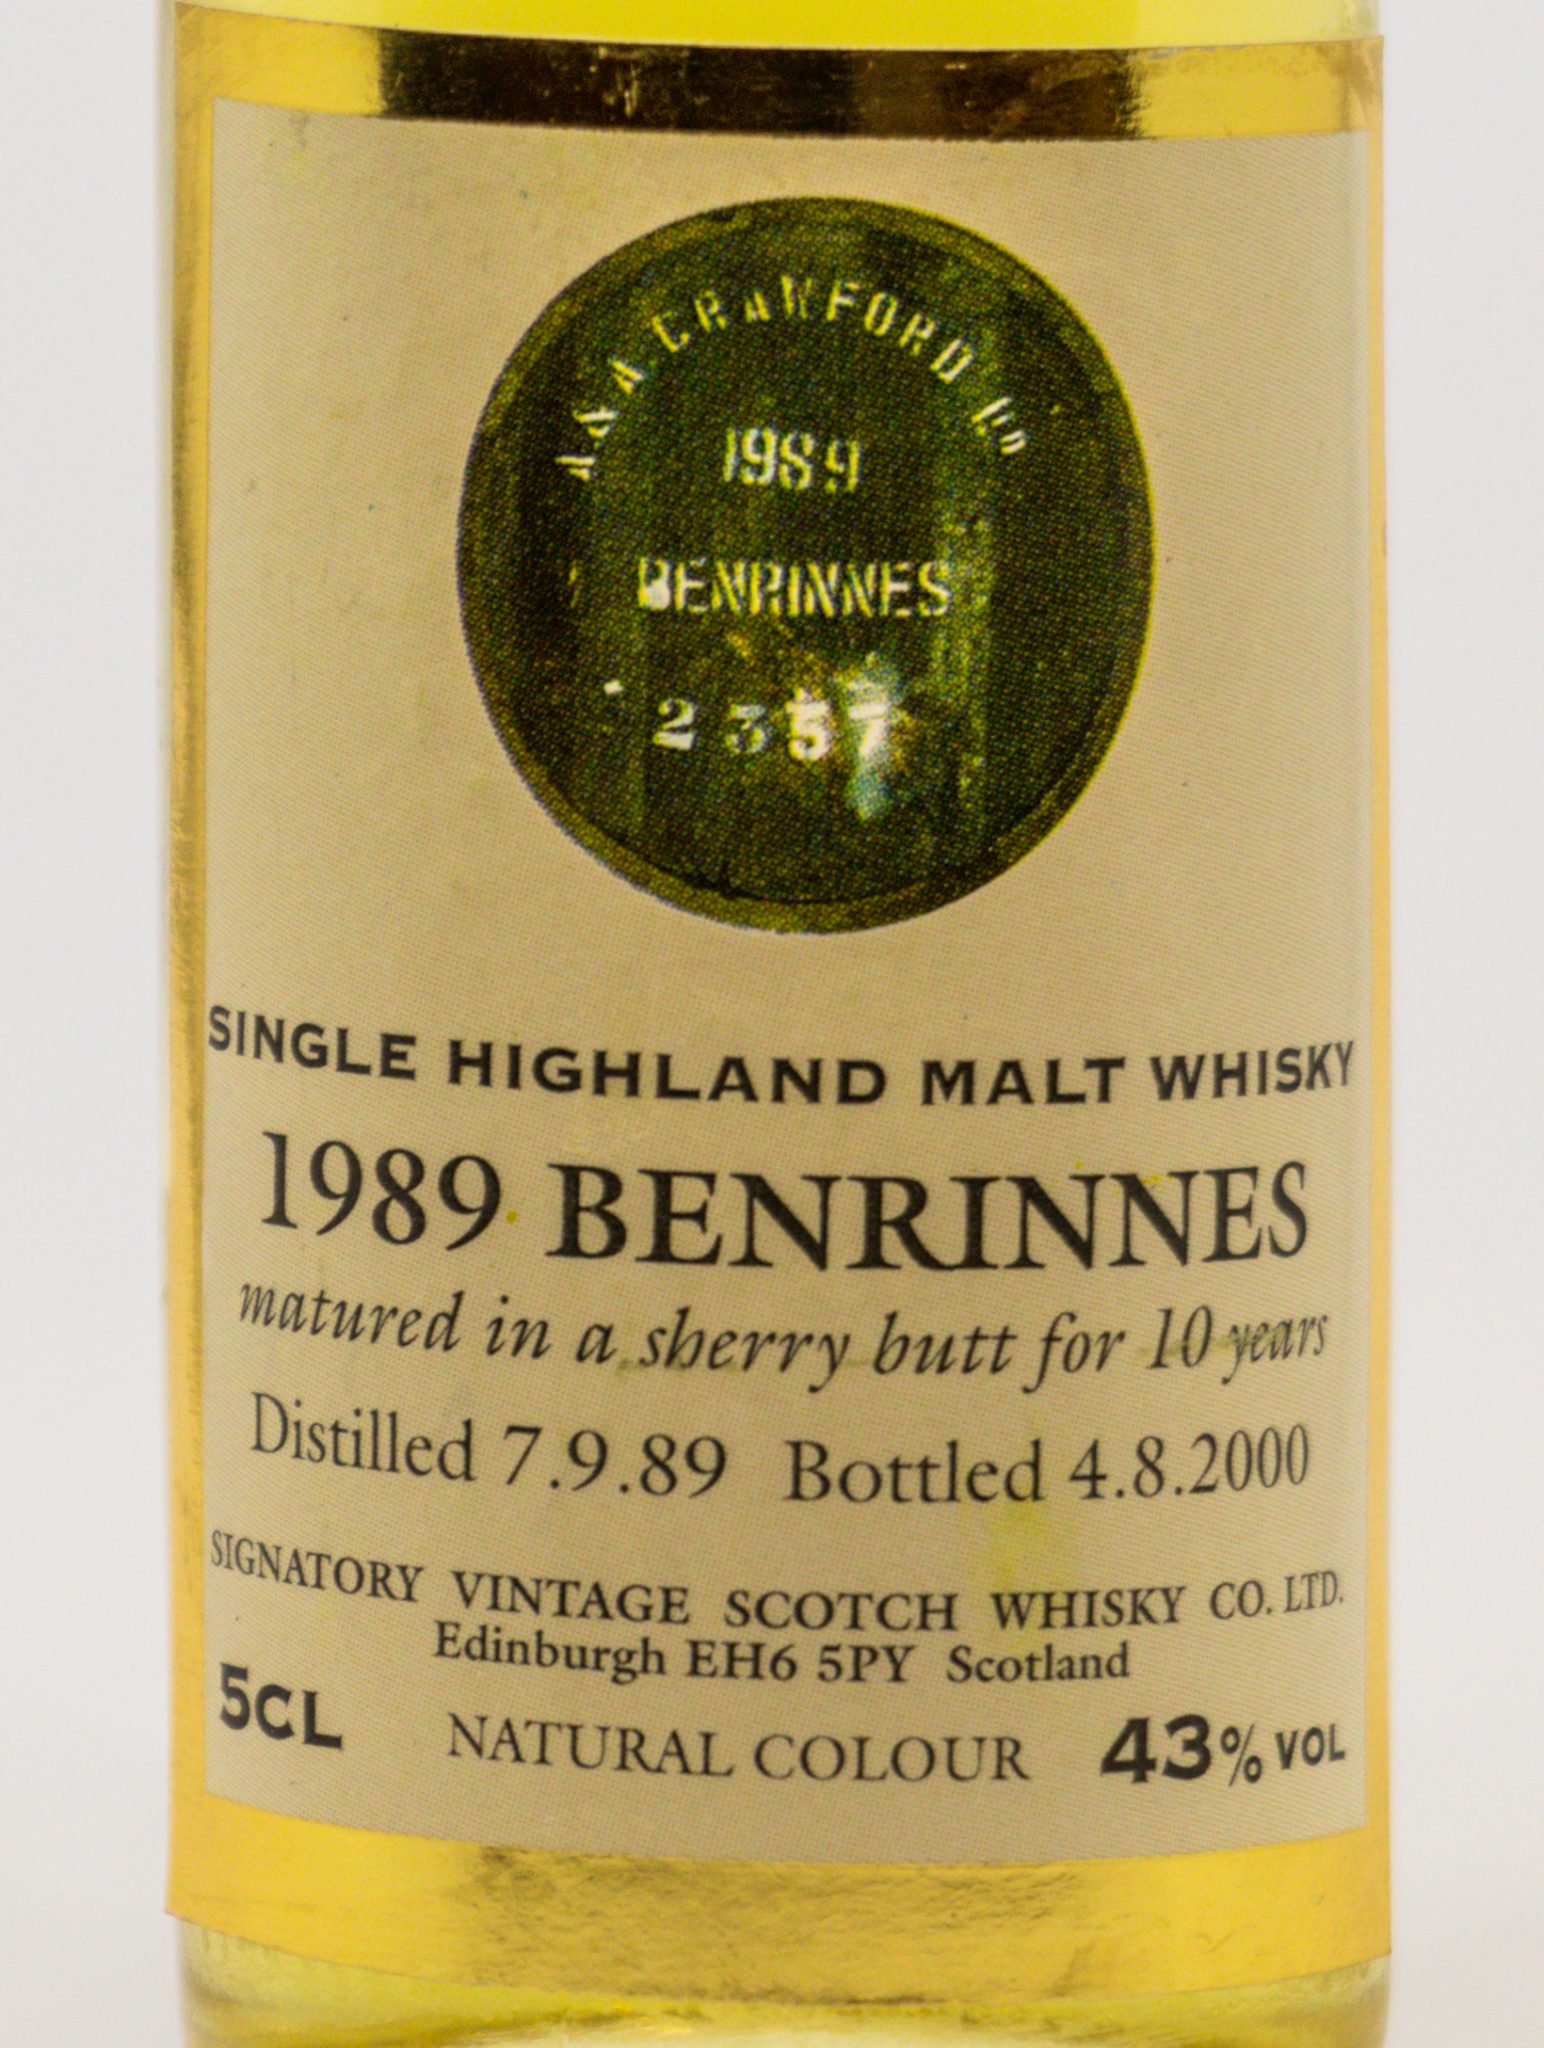 A & A CRAWFORD LTD
1989
BENRINNES
2357
SINGLE HIGHLAND MALT WHISKY
1989 BENRINNES
matured in a sherry butt for 10 years
Distilled 7.9.89 Bottled 4.8.2000
SIGNATORY VINTAGE SCOTCH WHISKY CO. LTD.
Edinburgh EH6 5PY Scotland
5CL NATURAL COLOUR 43% VOL